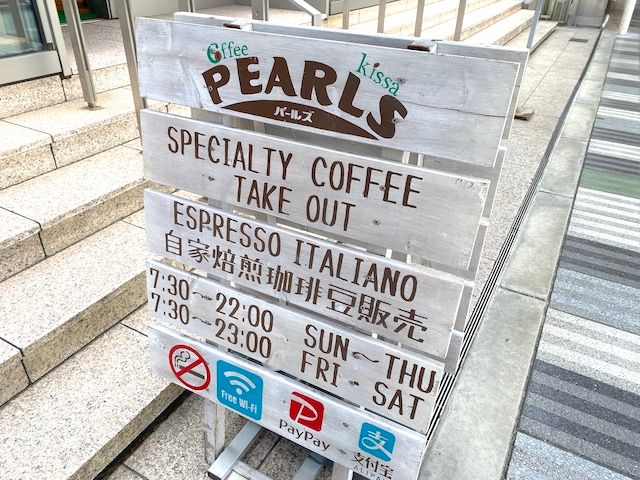 Coffee
kissa
PEARLS
パールズ
SPECIALTY COFFEE
TAKE OUT
ESPRESSO ITALIANO
自家焙煎珈琲豆販売
7:30～22:00 SUN～THU
7:30～23:00 FRI・SAT
Free Wi-Fi
PayPay
支
支付宝
ALIPAY